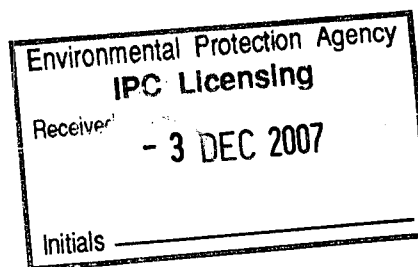 Environmental Protection Agency
IPC Licensing
Received
- 3 DEC 2007
Initials